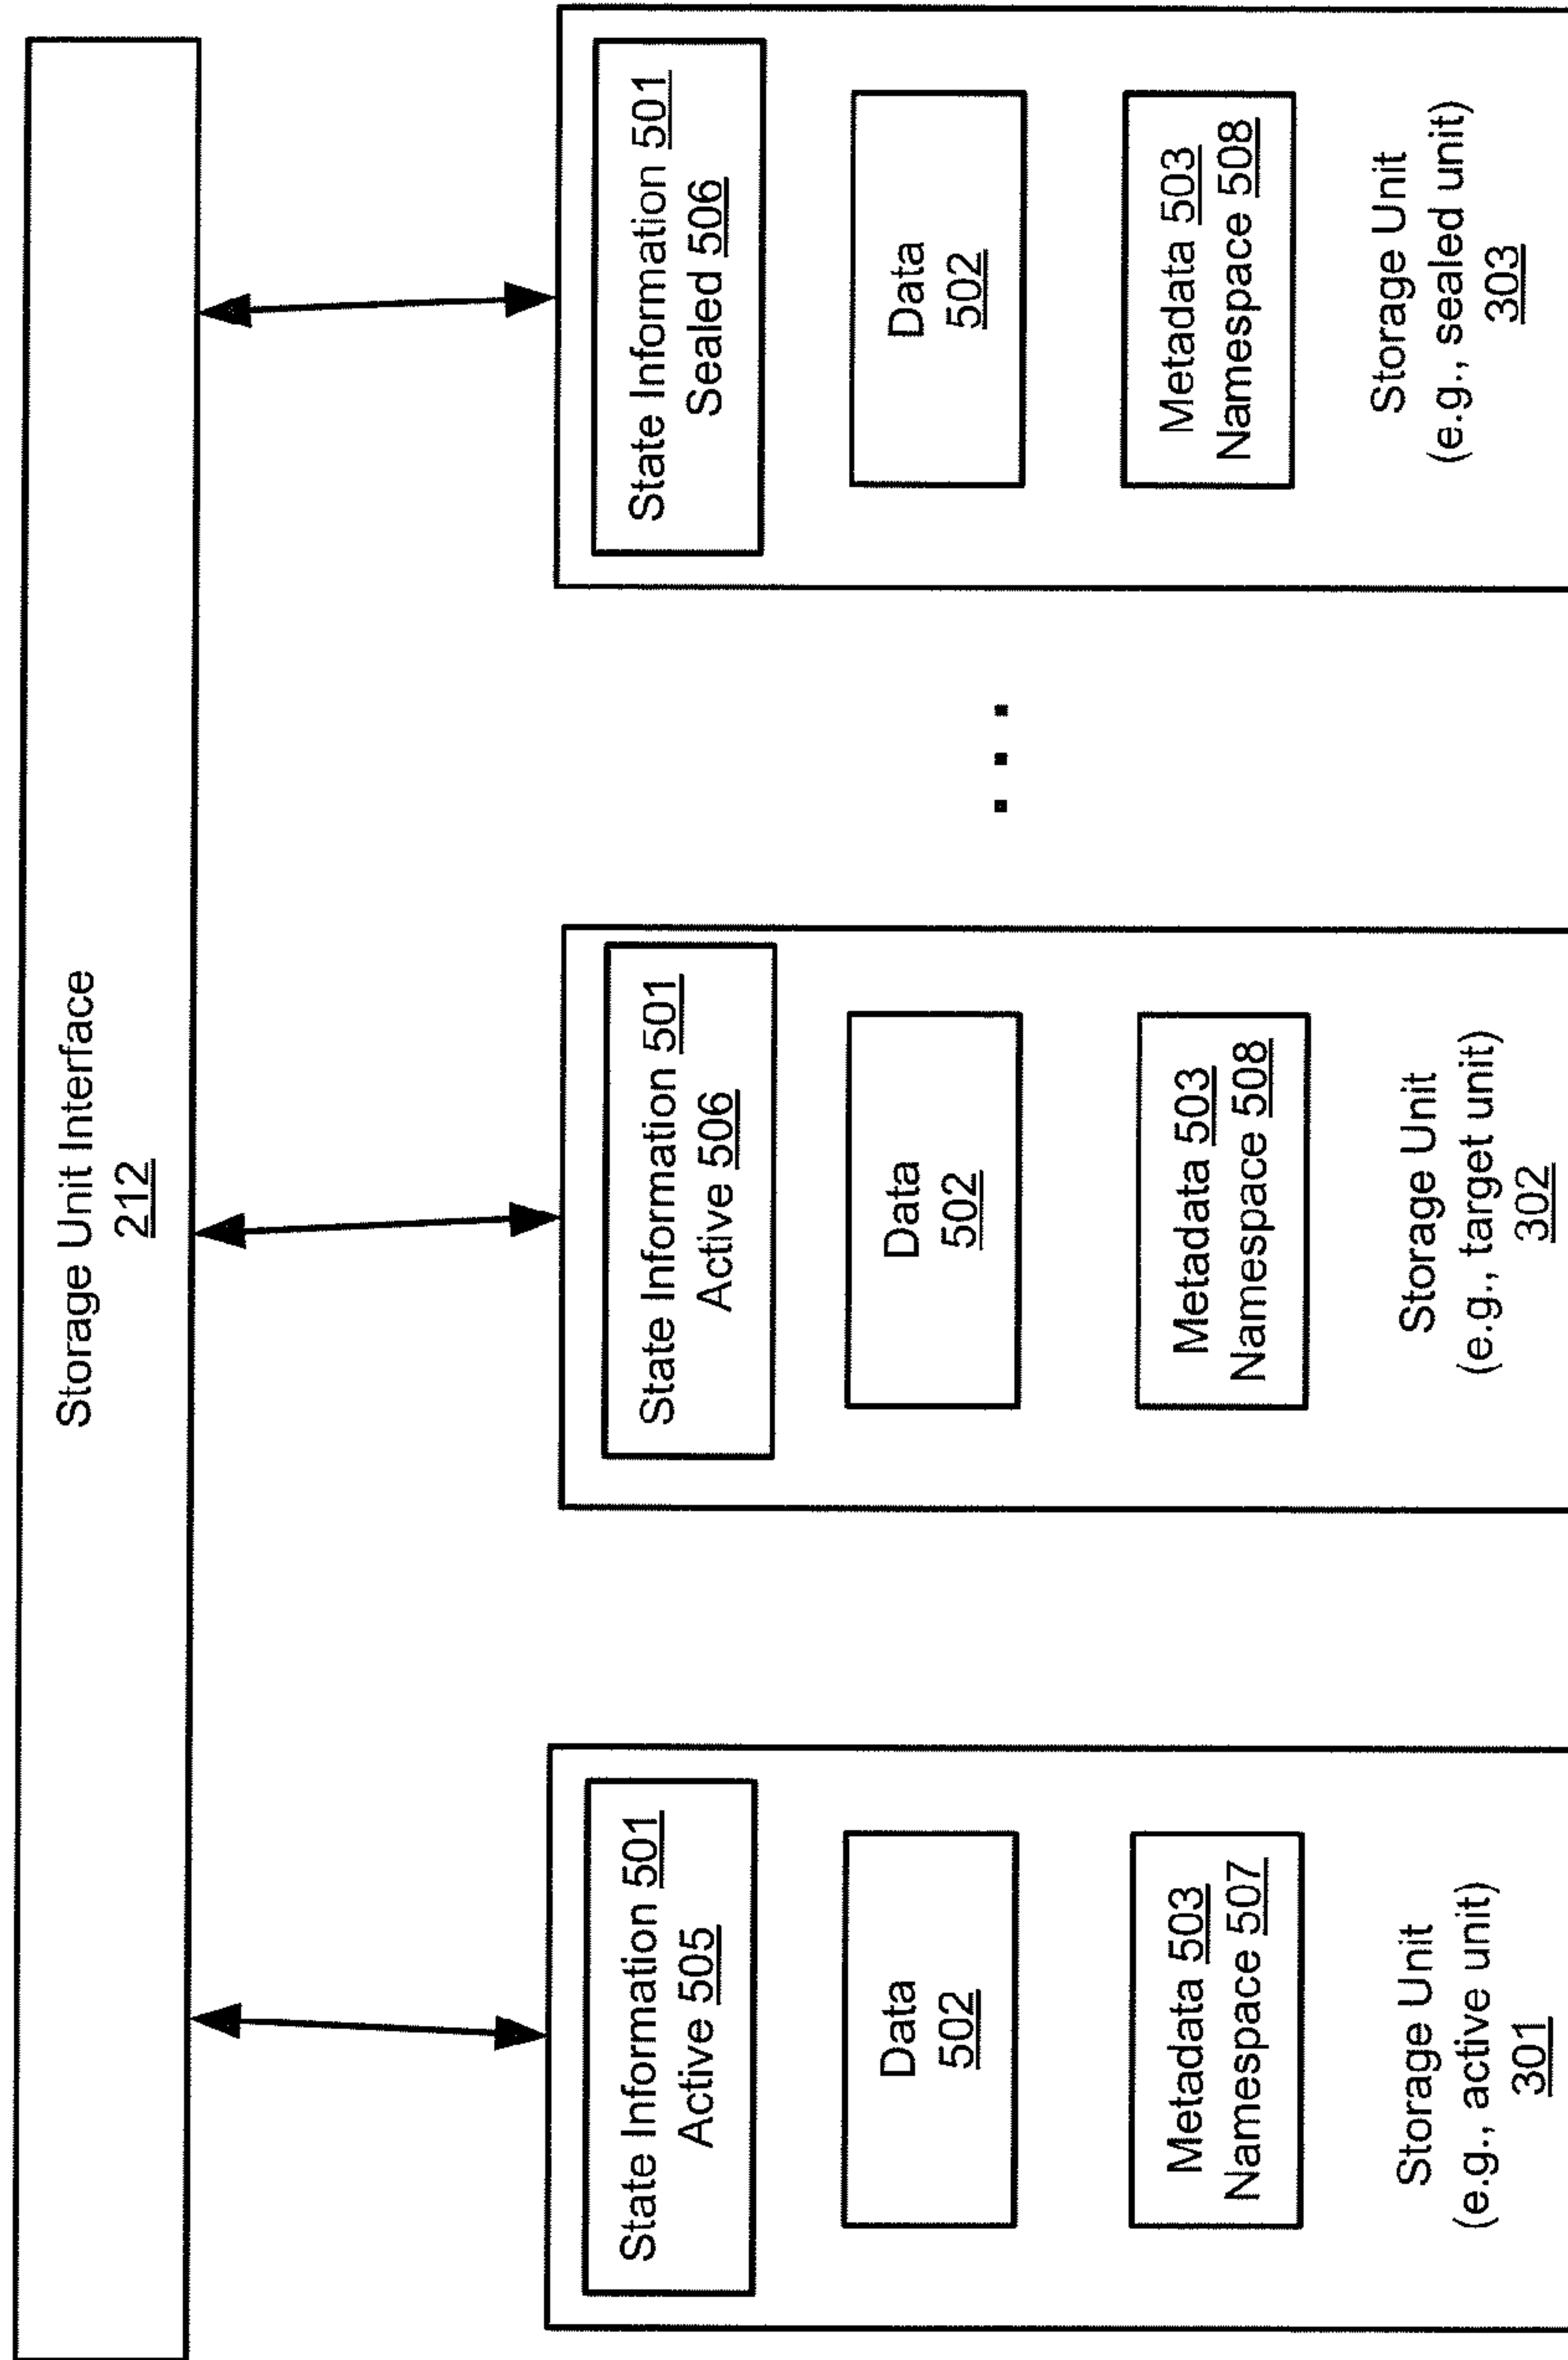 Storage Unit Interface
212
State Information 501
Active 505
Data
502
Metadata 503
Namespace 507
Storage Unit
(e.g., active unit)
301
State Information 501
Active 506
Data
502
Metadata 503
Namespace 508
Storage Unit
(e.g., target unit)
302
. . .
State Information 501
Sealed 506
Data
502
Metadata 503
Namespace 508
Storage Unit
(e.g., sealed unit)
303